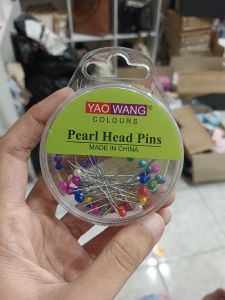 YAO WANG
COLOURS
Pearl Head Pins
MADE IN CHINA